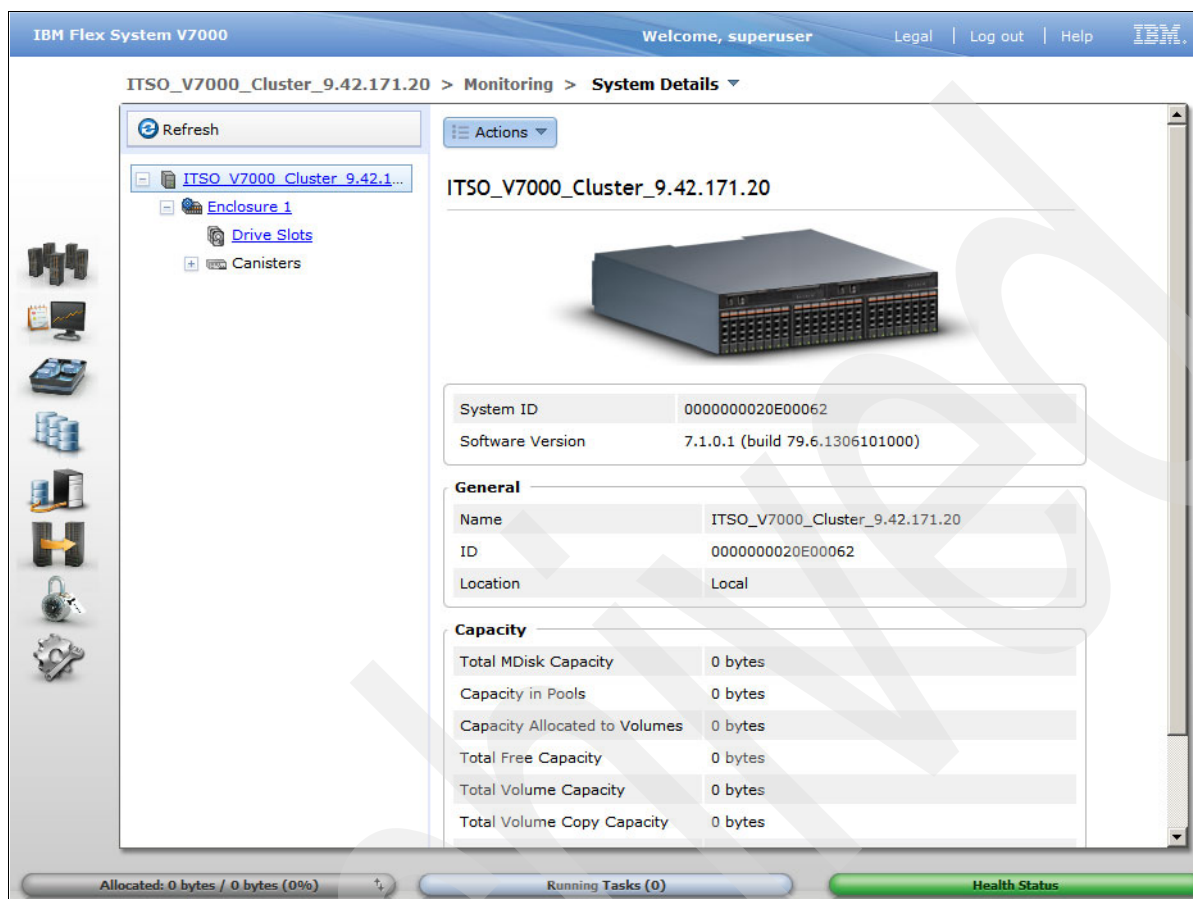 IBM Flex System V7000 Welcome, superuser Legal | Log out | Help IBM.
ITSO_V7000_Cluster_9.42.171.20 > Monitoring > System Details
Refresh
Actions
ITSO_V7000_Cluster_9.42.1...
Enclosure 1
Drive Slots
Canisters
ITSO_V7000_Cluster_9.42.171.20
System ID 0000000020E00062
Software Version 7.1.0.1 (build 79.6.1306101000)
General
Name ITSO_V7000_Cluster_9.42.171.20
ID 0000000020E00062
Location Local
Capacity
Total MDisk Capacity 0 bytes
Capacity in Pools 0 bytes
Capacity Allocated to Volumes 0 bytes
Total Free Capacity 0 bytes
Total Volume Capacity 0 bytes
Total Volume Copy Capacity 0 bytes
Allocated: 0 bytes / 0 bytes (0%) Running Tasks (0) Health Status